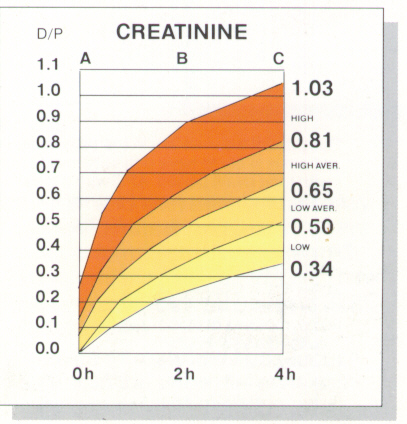 D/P CREATININE
A B C
1.1
1.0 1.03
0.9 HIGH
0.8 0.81
0.7 HIGH AVER.
0.6 0.65
LOW AVER.
0.5 0.50
0.4 LOW
0.3 0.34
0.2
0.1
0.0
0h 2h 4h